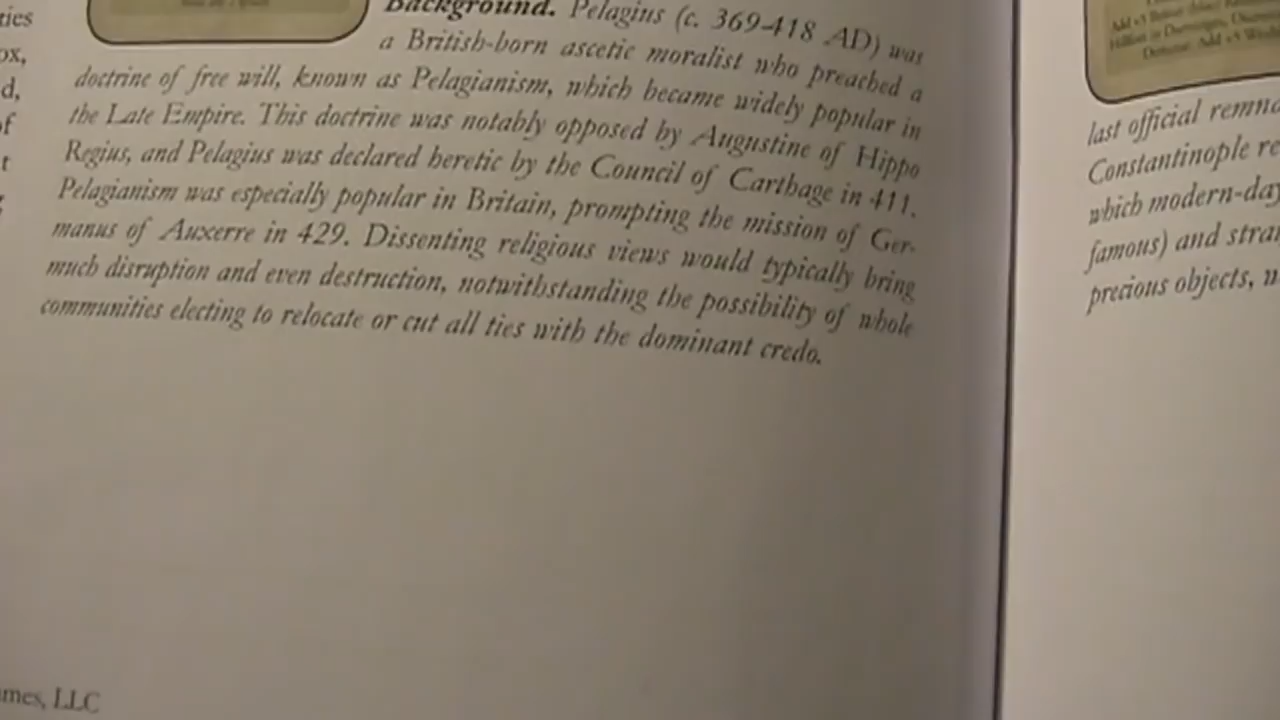 ties
ox,
d,
of
t
Background. Pelagius (c. 369-418 AD) was
a British-born ascetic moralist who preached a
doctrine of free will, known as Pelagianism, which became widely popular in
the Late Empire. This doctrine was notably opposed by Augustine of Hippo
Regius, and Pelagius was declared heretic by the Council of Carthage in 411.
Pelagianism was especially popular in Britain, prompting the mission of Ger-
manus of Auxerre in 429. Dissenting religious views would typically bring
much disruption and even destruction, notwithstanding the possibility of whole
communities electing to relocate or cut all ties with the dominant credo.
ames, LLC
last official remna
Constantinople re
which modern-day
famous) and stra
precious objects, u